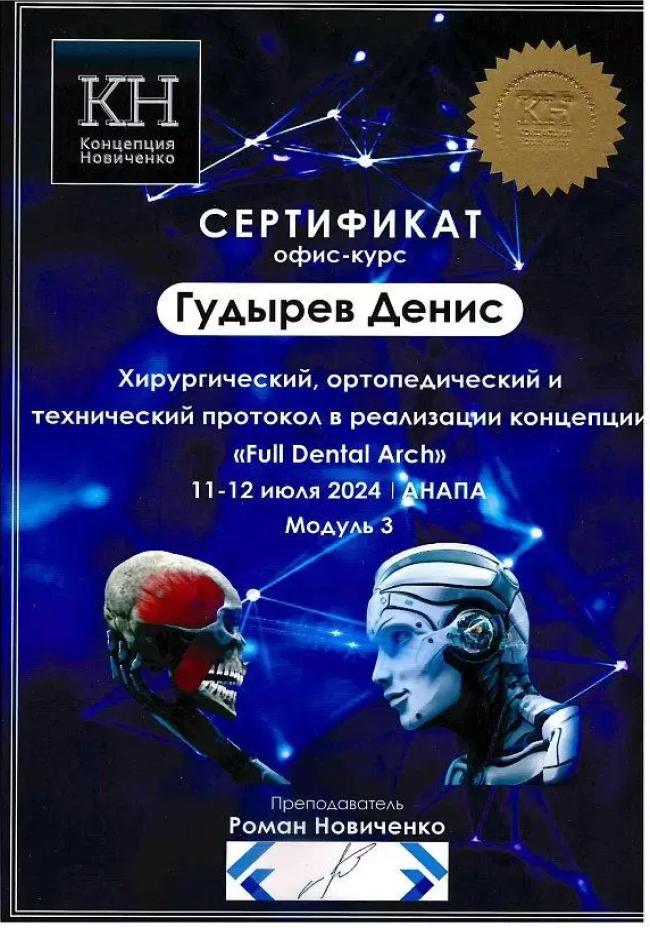 КН
Концепция
Новиченко
КН
СЕРТИФИКАТ
офис-курс
Гудырев Денис
Хирургический, ортопедический и
технический протокол в реализации концепции
«Full Dental Arch»
11-12 июля 2024 | АНАПА
Модуль 3
Преподаватель
Роман Новиченко